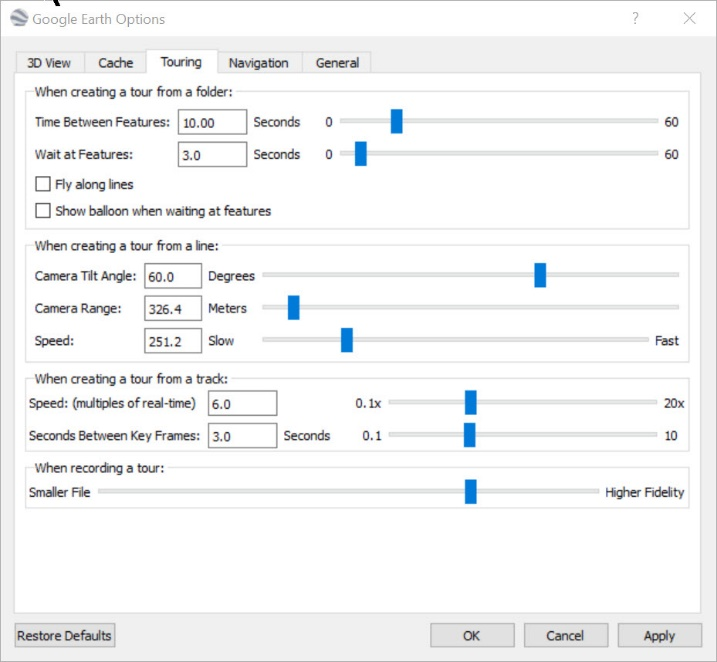 Google Earth Options ?
3D View Cache Touring Navigation General
When creating a tour from a folder:
Time Between Features: 10.00 Seconds 0 60
Wait at Features: 3.0 Seconds 0 60
Fly along lines
Show balloon when waiting at features
When creating a tour from a line:
Camera Tilt Angle: 60.0 Degrees
Camera Range: 326.4 Meters
Speed: 251.2 Slow Fast
When creating a tour from a track:
Speed: (multiples of real-time) 6.0 0.1x 20x
Seconds Between Key Frames: 3.0 Seconds 0.1 10
When recording a tour:
Smaller File Higher Fidelity
Restore Defaults OK Cancel Apply